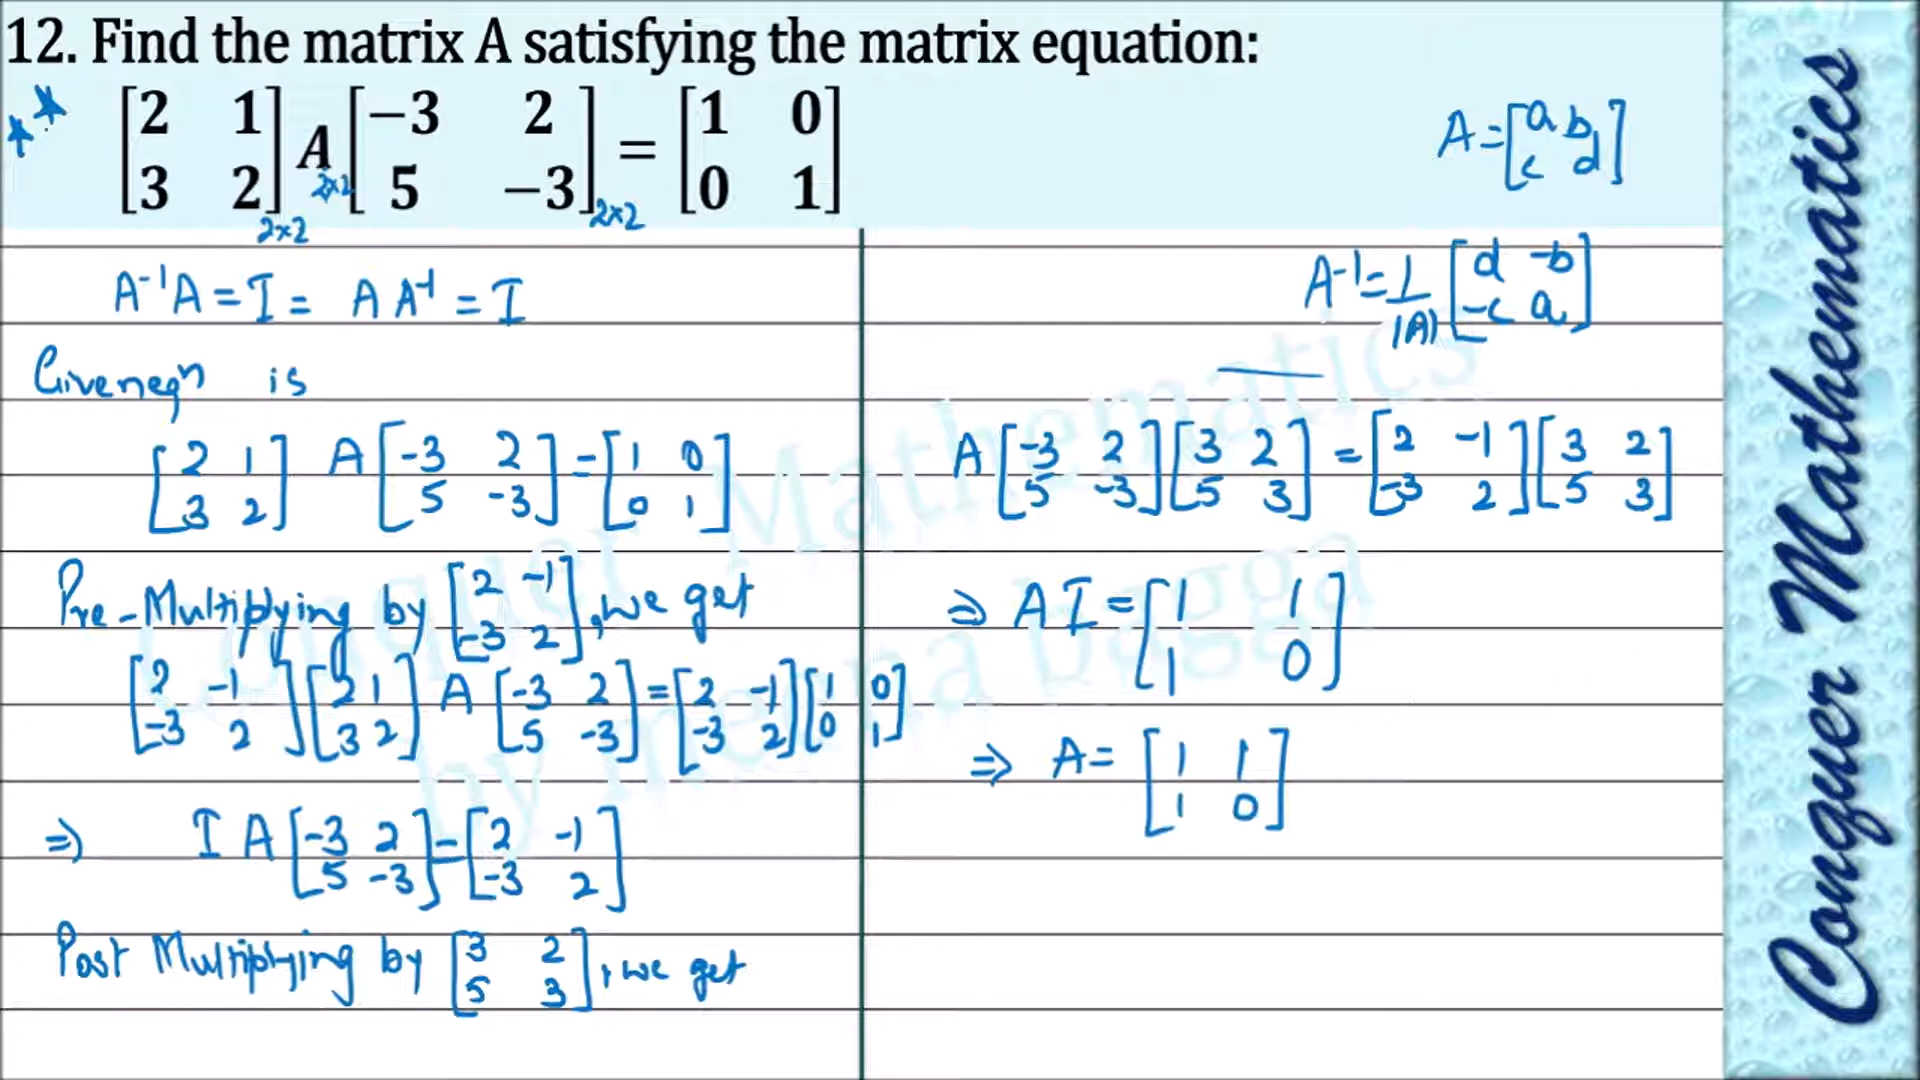 12. Find the matrix A satisfying the matrix equation:
[2 1; 3 2] A [−3 2; 5 −3] = [1 0; 0 1]
2×2 2×2 2×2
A = [a b; c d]
A⁻¹A = I = A A⁻¹ = I
A⁻¹ = 1/|A| [d -b; -c a]
Given eqn is
[2 1; 3 2] A [-3 2; 5 -3] = [1 0; 0 1]
Pre-Multiplying by [2 -1; -3 2], we get
[2 -1; -3 2] [2 1; 3 2] A [-3 2; 5 -3] = [2 -1; -3 2] [1 0; 0 1]
⇒ I A [-3 2; 5 -3] = [2 -1; -3 2]
Post Multiplying by [3 2; 5 3], we get
A [-3 2; 5 -3] [3 2; 5 3] = [2 -1; -3 2] [3 2; 5 3]
⇒ A I = [1 1; 1 0]
⇒ A = [1 1; 1 0]
Conquer Mathematics
Conquer Mathematics